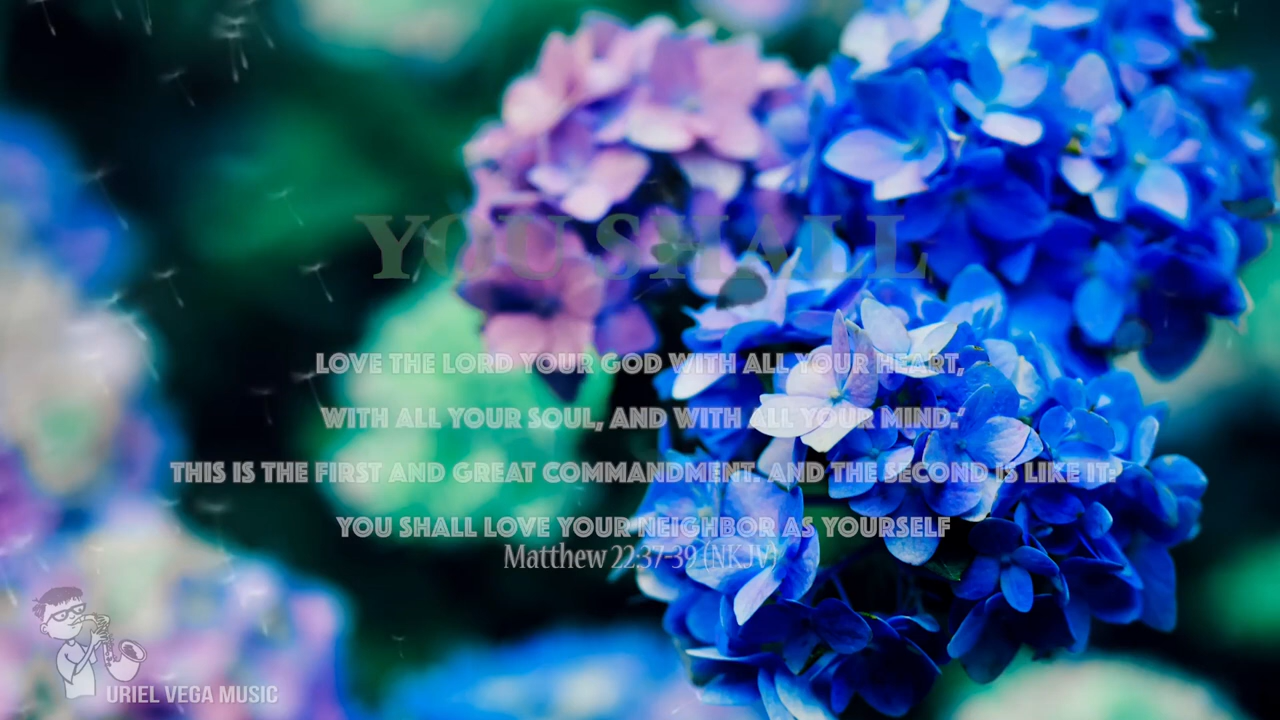 YOU SHALL
LOVE THE LORD YOUR GOD WITH ALL YOUR HEART,
WITH ALL YOUR SOUL, AND WITH ALL YOUR MIND.’
THIS IS THE FIRST AND GREAT COMMANDMENT. AND THE SECOND IS LIKE IT:
YOU SHALL LOVE YOUR NEIGHBOR AS YOURSELF
Matthew 22:37-39 (NKJV)
URIEL VEGA MUSIC